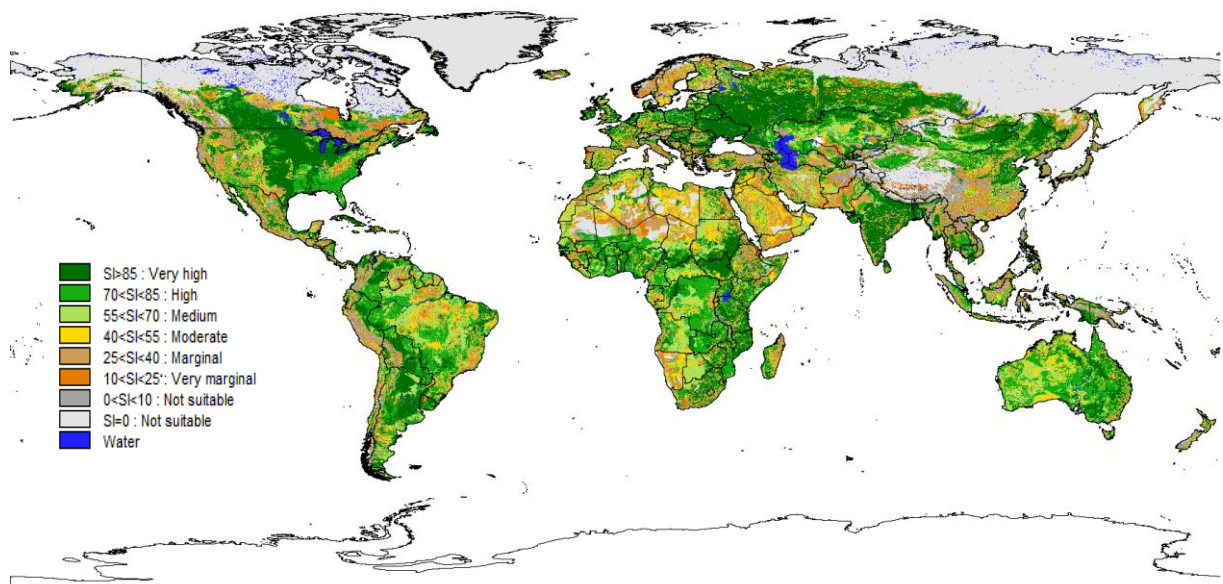 SI>85 : Very high
70<SI<85 : High
55<SI<70 : Medium
40<SI<55 : Moderate
25<SI<40 : Marginal
10<SI<25 : Very marginal
0<SI<10 : Not suitable
SI=0 : Not suitable
Water